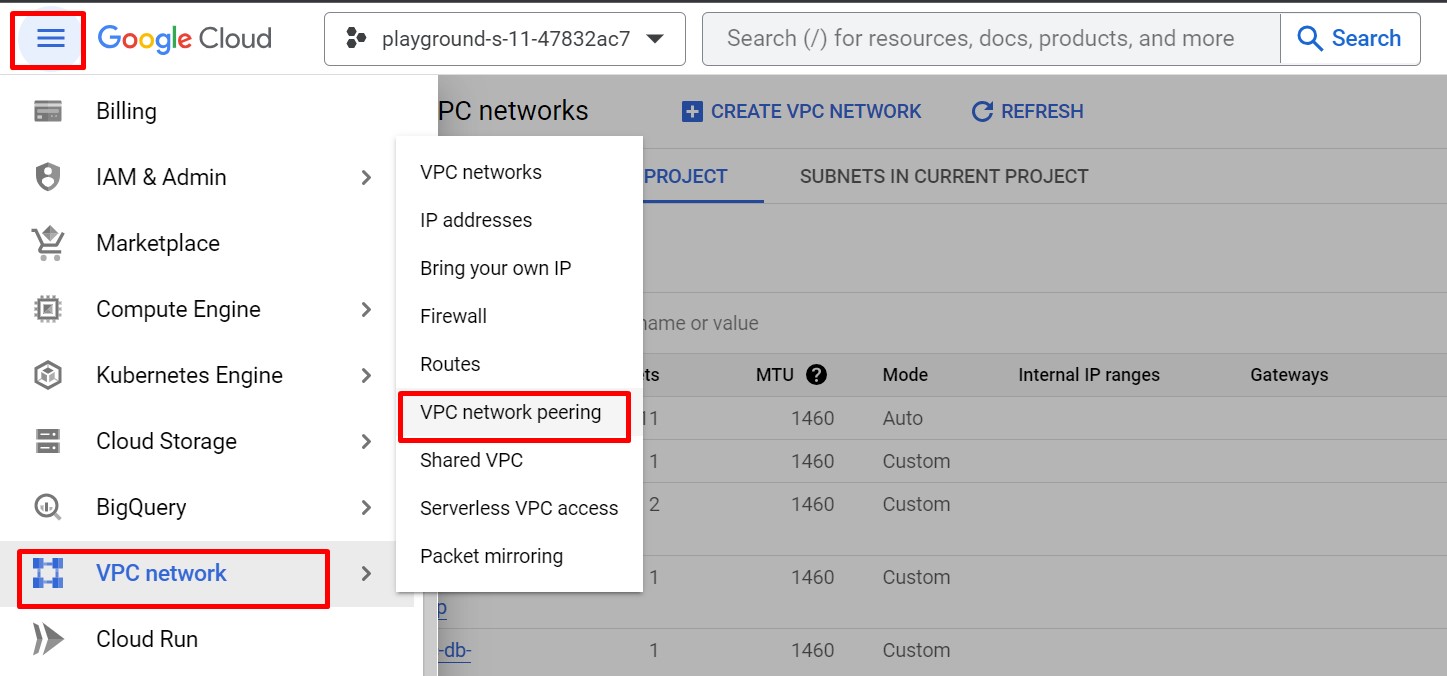 Google Cloud
playground-s-11-47832ac7
Search (/) for resources, docs, products, and more
Search
Billing
IAM & Admin
Marketplace
Compute Engine
Kubernetes Engine
Cloud Storage
BigQuery
VPC network
Cloud Run
VPC networks
IP addresses
Bring your own IP
Firewall
Routes
VPC network peering
Shared VPC
Serverless VPC access
Packet mirroring
PC networks
CREATE VPC NETWORK
REFRESH
PROJECT
SUBNETS IN CURRENT PROJECT
name or value
ts MTU ? Mode Internal IP ranges Gateways
11 1460 Auto
1 1460 Custom
2 1460 Custom
1 1460 Custom
p
-db- 1 1460 Custom